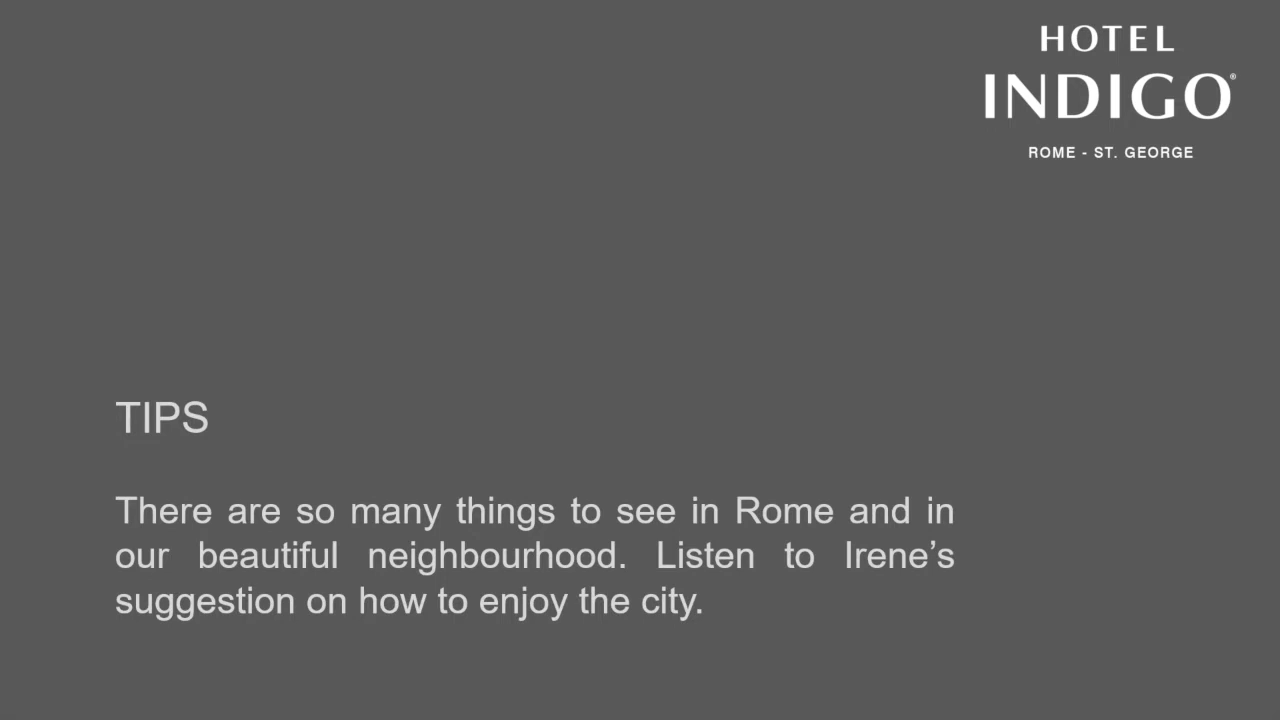 HOTEL
INDIGO®
ROME - ST. GEORGE
TIPS
There are so many things to see in Rome and in
our beautiful neighbourhood. Listen to Irene’s
suggestion on how to enjoy the city.